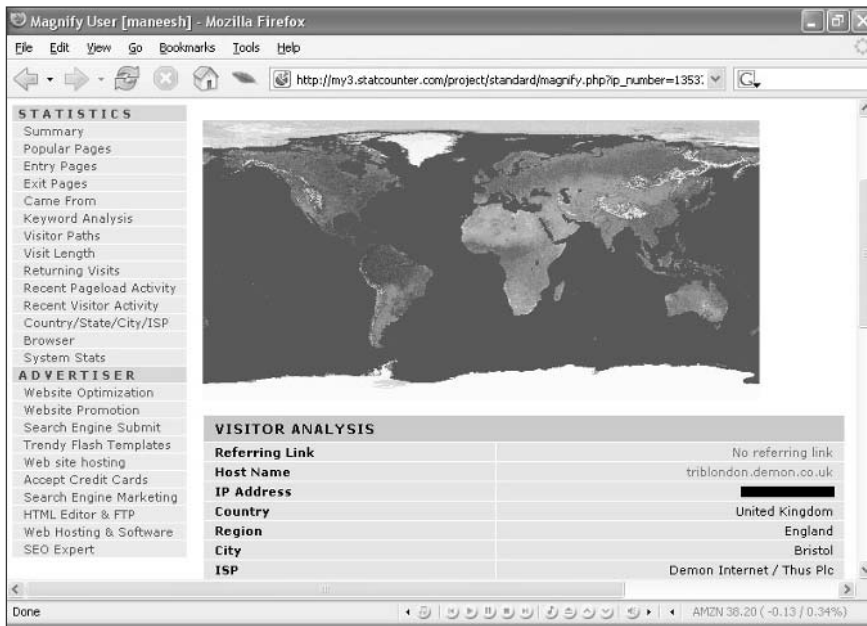 Magnify User [maneesh] - Mozilla Firefox
File Edit View Go Bookmarks Tools Help
http://my3.statcounter.com/project/standard/magnify.php?ip_number=1353
STATISTICS
Summary
Popular Pages
Entry Pages
Exit Pages
Came From
Keyword Analysis
Visitor Paths
Visit Length
Returning Visits
Recent Pageload Activity
Recent Visitor Activity
Country/State/City/ISP
Browser
System Stats
ADVERTISER
Website Optimization
Website Promotion
Search Engine Submit
Trendy Flash Templates
Web site hosting
Accept Credit Cards
Search Engine Marketing
HTML Editor & FTP
Web Hosting & Software
SEO Expert
VISITOR ANALYSIS
Referring Link No referring link
Host Name triblondon.demon.co.uk
IP Address
Country United Kingdom
Region England
City Bristol
ISP Demon Internet / Thus Plc
Done AMZN 38.20 ( -0.13 / 0.34%)